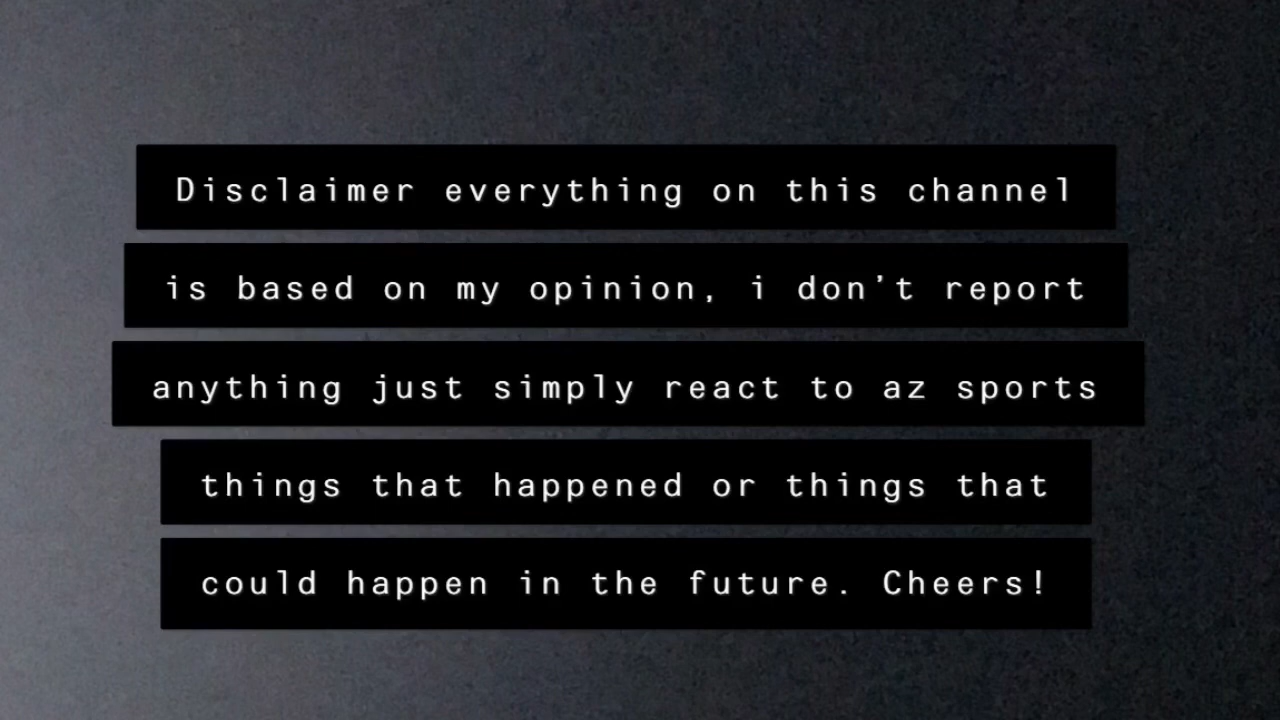 Disclaimer everything on this channel
is based on my opinion, i don’t report
anything just simply react to az sports
things that happened or things that
could happen in the future. Cheers!